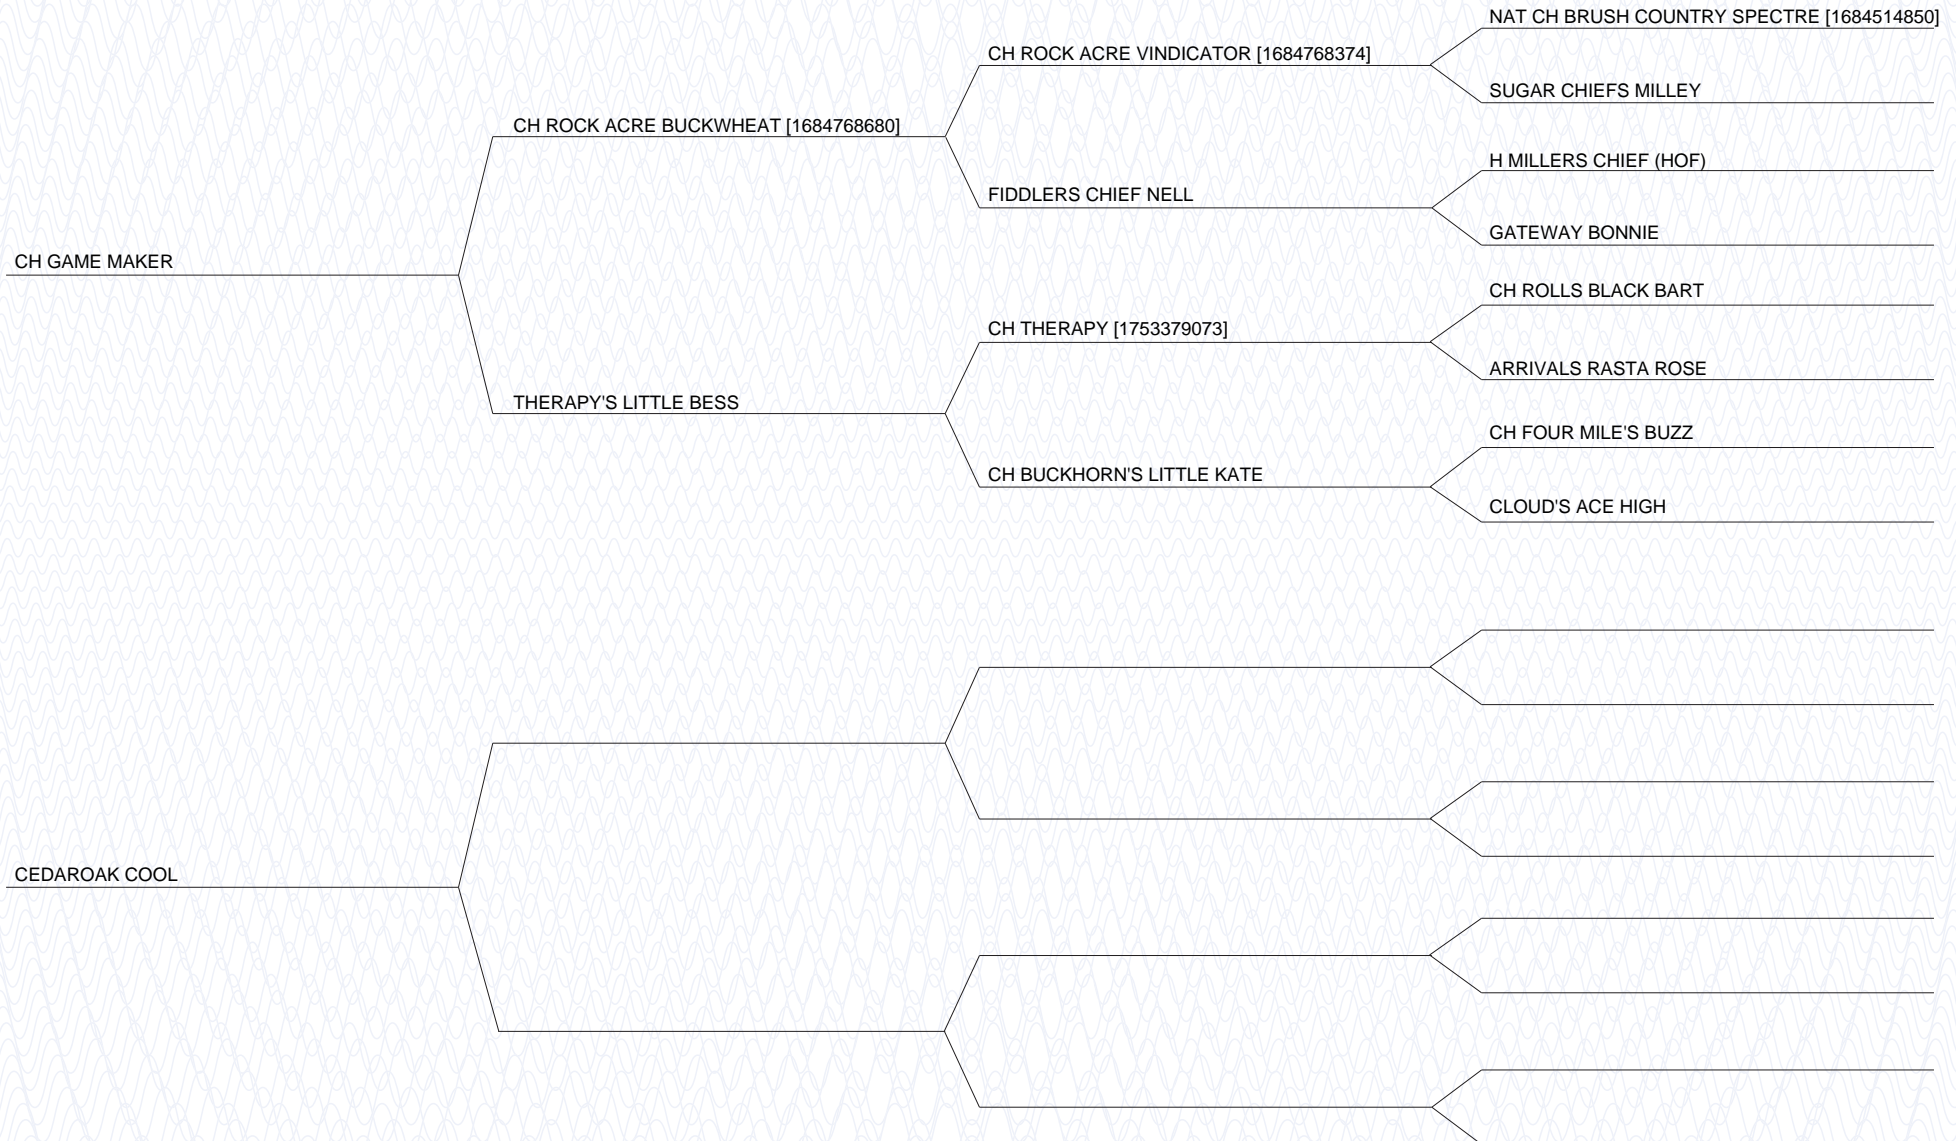 NAT CH BRUSH COUNTRY SPECTRE [1684514850]
CH ROCK ACRE VINDICATOR [1684768374]
SUGAR CHIEFS MILLEY
CH ROCK ACRE BUCKWHEAT [1684768680]
H MILLERS CHIEF (HOF)
FIDDLERS CHIEF NELL
GATEWAY BONNIE
CH GAME MAKER
CH ROLLS BLACK BART
CH THERAPY [1753379073]
ARRIVALS RASTA ROSE
THERAPY'S LITTLE BESS
CH FOUR MILE'S BUZZ
CH BUCKHORN'S LITTLE KATE
CLOUD'S ACE HIGH
CEDAROAK COOL